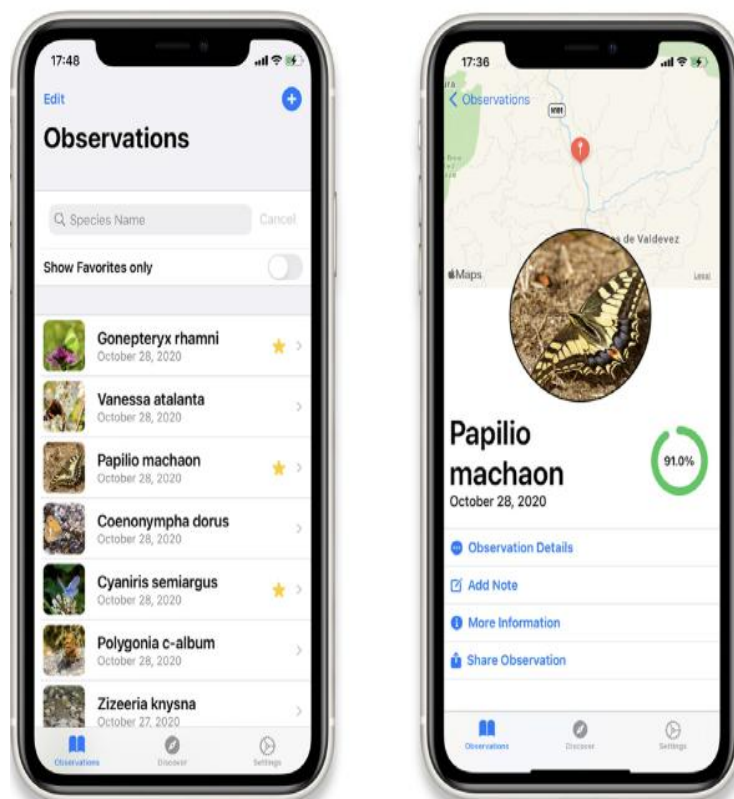 17:48
Edit
Observations
Species Name
Cancel
Show Favorites only
Gonepteryx rhamni
October 28, 2020
Vanessa atalanta
October 28, 2020
Papilio machaon
October 28, 2020
Coenonympha dorus
October 28, 2020
Cyaniris semiargus
October 28, 2020
Polygonia c-album
October 28, 2020
Zizeeria knysna
October 27, 2020
Observations
Discover
Settings
17:36
Observations
de Valdevez
Maps
Legal
Papilio
machaon
91.0%
October 28, 2020
Observation Details
Add Note
More Information
Share Observation
Observations
Discover
Settings